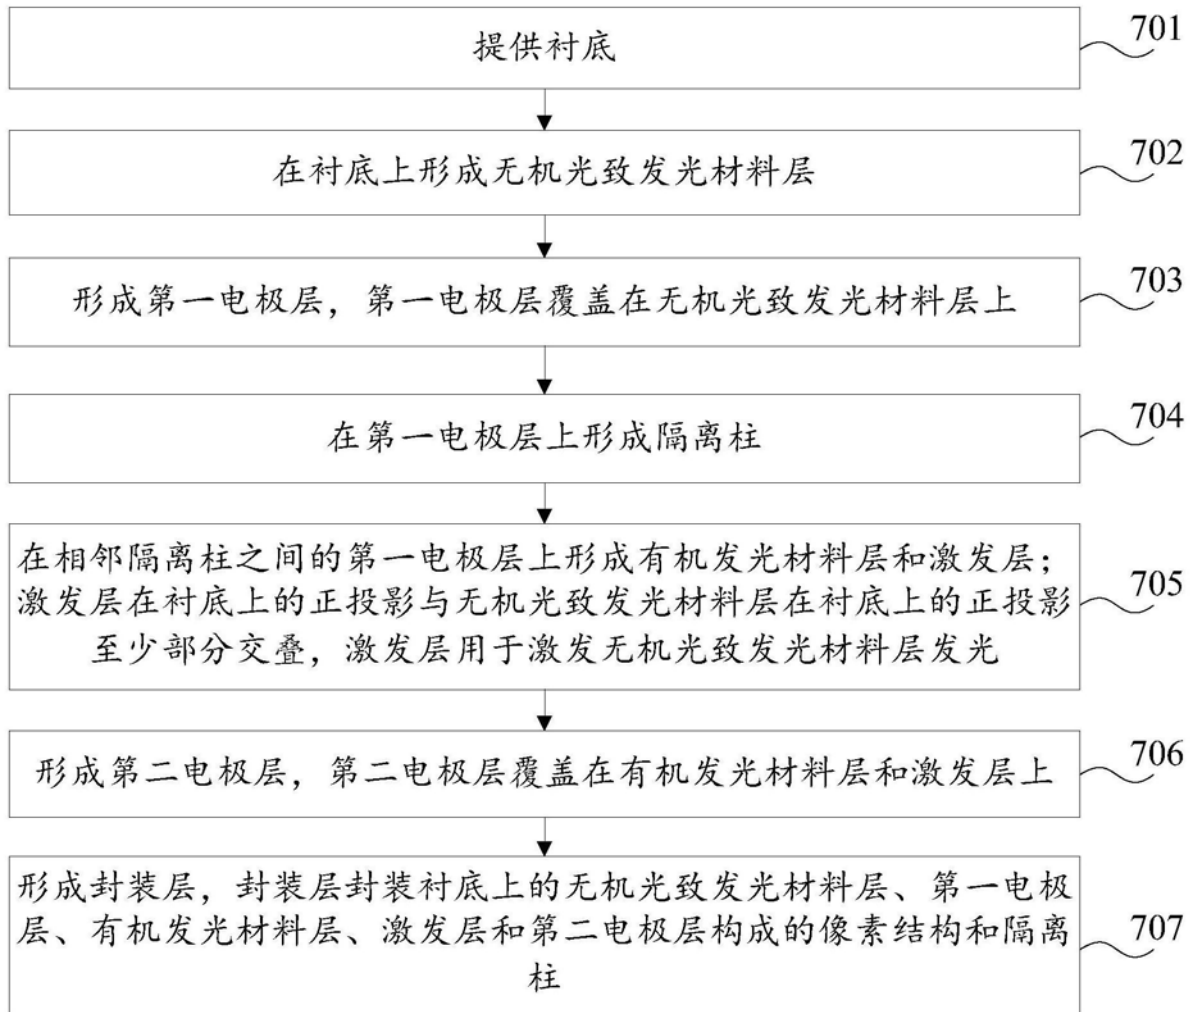 提供衬底
701
在衬底上形成无机光致发光材料层
702
形成第一电极层，第一电极层覆盖在无机光致发光材料层上
703
在第一电极层上形成隔离柱
704
在相邻隔离柱之间的第一电极层上形成有机发光材料层和激发层；
激发层在衬底上的正投影与无机光致发光材料层在衬底上的正投影
至少部分交叠，激发层用于激发无机光致发光材料层发光
705
形成第二电极层，第二电极层覆盖在有机发光材料层和激发层上
706
形成封装层，封装层封装衬底上的无机光致发光材料层、第一电极
层、有机发光材料层、激发层和第二电极层构成的像素结构和隔离
柱
707